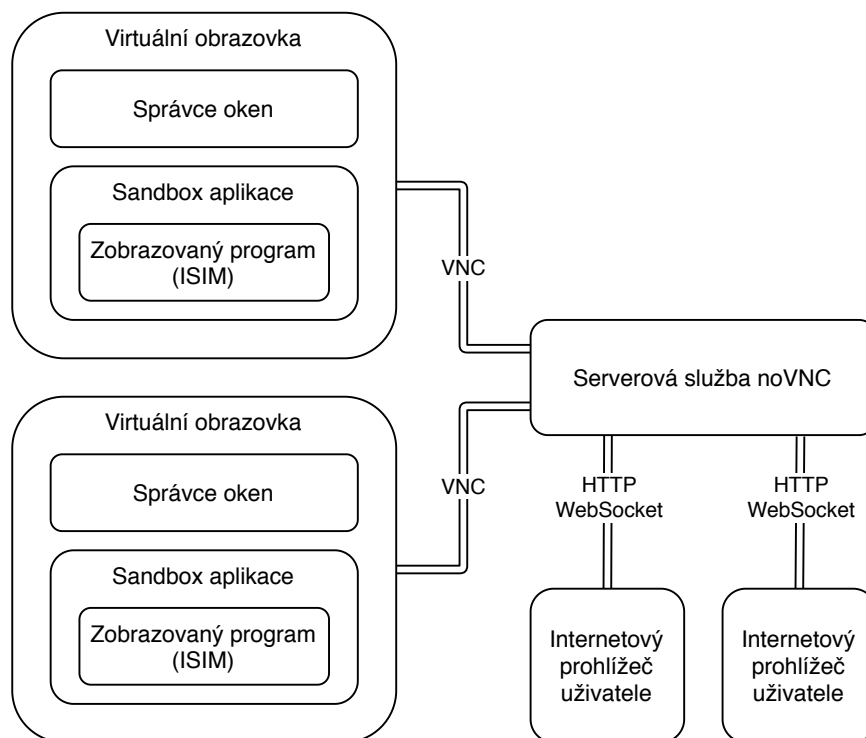 Virtuální obrazovka
Správce oken
Sandbox aplikace
Zobrazovaný program
(ISIM)
VNC
Serverová služba noVNC
Virtuální obrazovka
Správce oken
Sandbox aplikace
Zobrazovaný program
(ISIM)
VNC
HTTP
WebSocket
HTTP
WebSocket
Internetový
prohlížeč
uživatele
Internetový
prohlížeč
uživatele